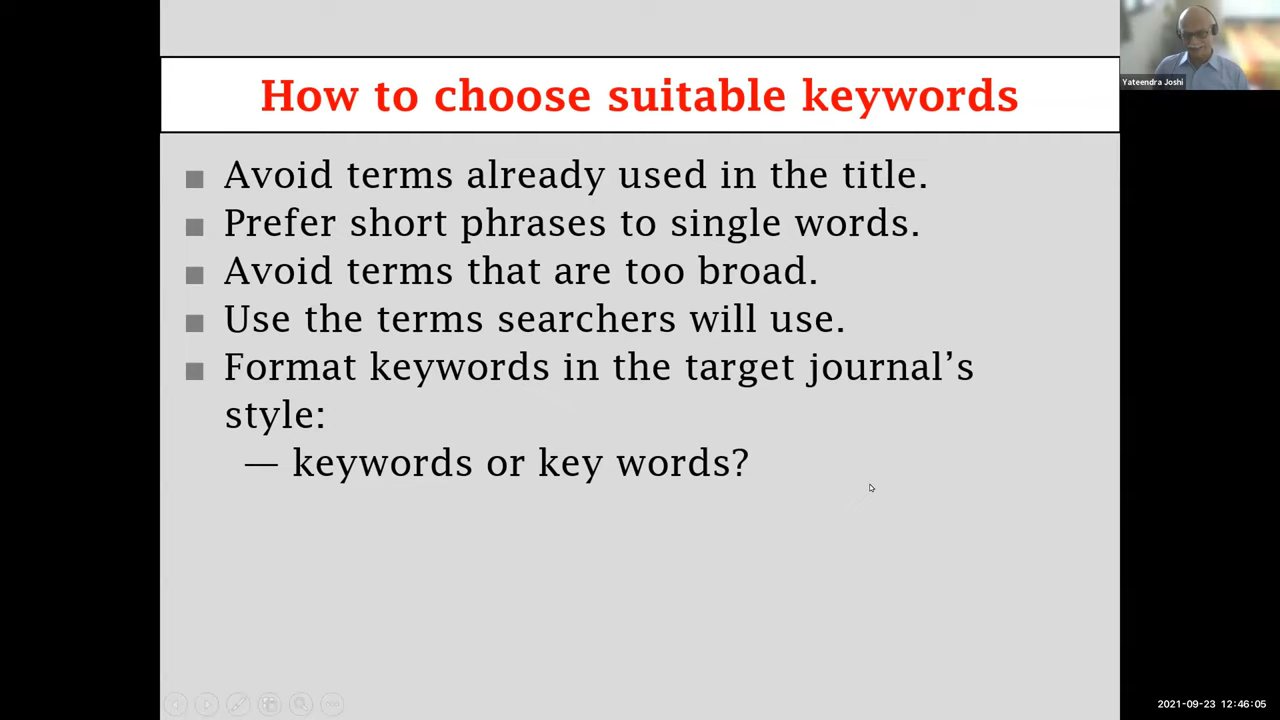 How to choose suitable keywords
Yateendra Joshi
■ Avoid terms already used in the title.
■ Prefer short phrases to single words.
■ Avoid terms that are too broad.
■ Use the terms searchers will use.
■ Format keywords in the target journal’s
style:
— keywords or key words?
2021-09-23 12:46:05